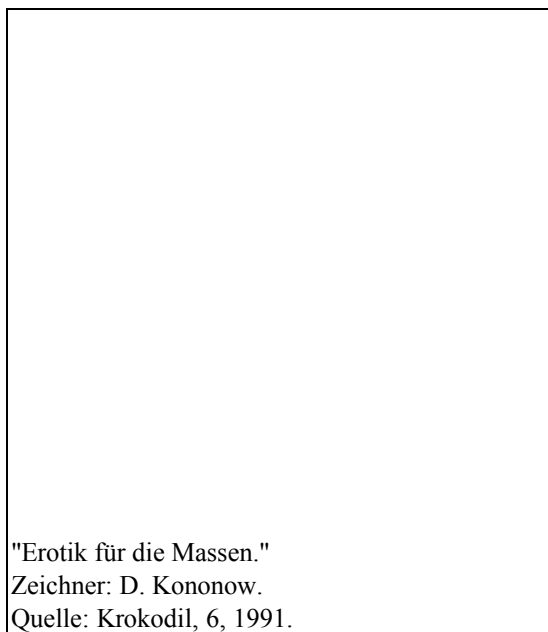 "Erotik für die Massen."
Zeichner: D. Kononow.
Quelle: Krokodil, 6, 1991.